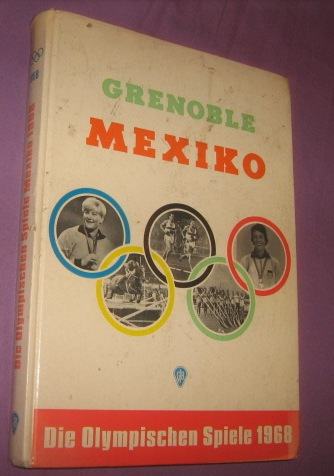 GRENOBLE
MEXIKO
Die Olympischen Spiele 1968
Die Olympischen Spiele Mexiko 1968